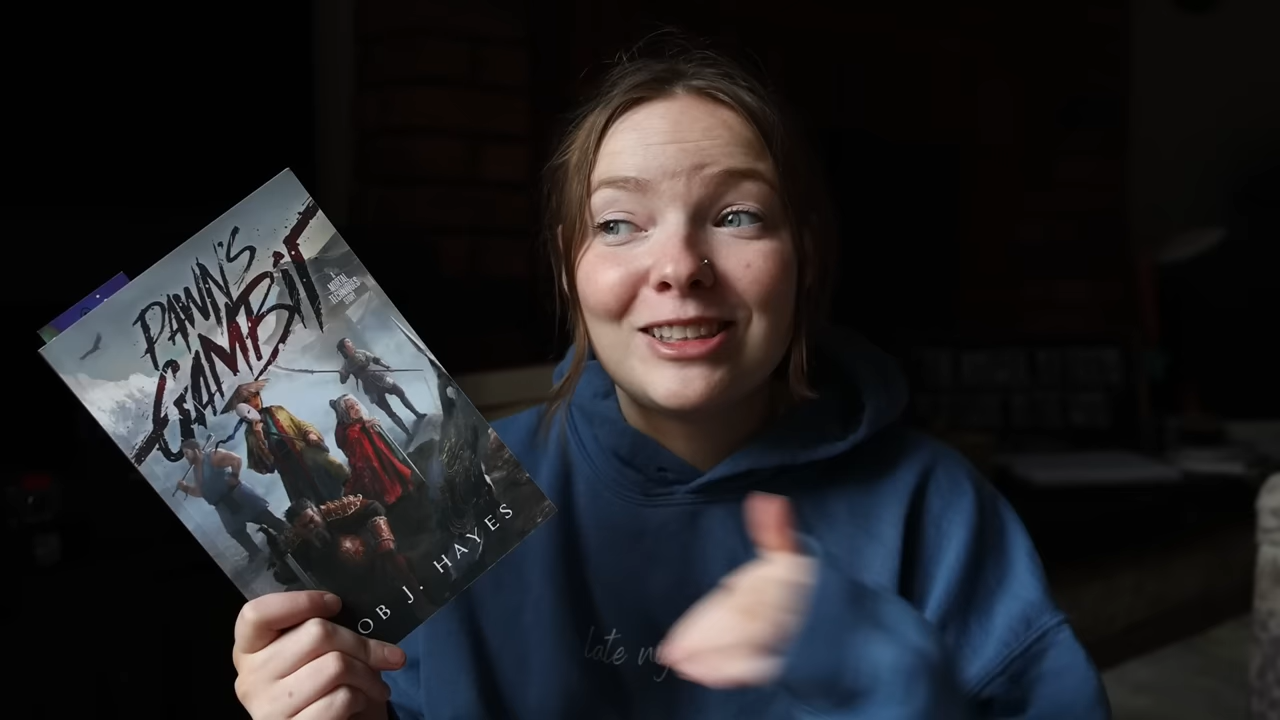 PAWN'S
GAMBIT
A
MORTAL
TECHNIQUES
STORY
OB J. HAYES
late